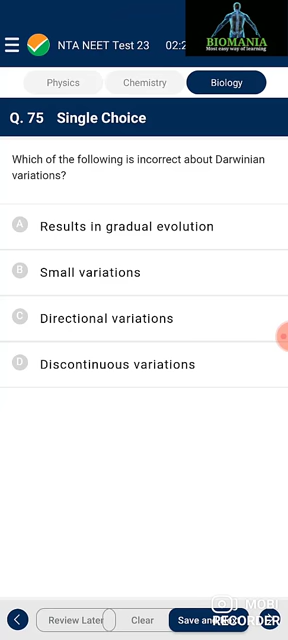 BIOMANIA
Most easy way of learning
NTA NEET Test 23 02:2
Physics Chemistry Biology
Q. 75 Single Choice
Which of the following is incorrect about Darwinian
variations?
A Results in gradual evolution
B Small variations
C Directional variations
D Discontinuous variations
MOBI
RECORDER
Review Later Clear Save and